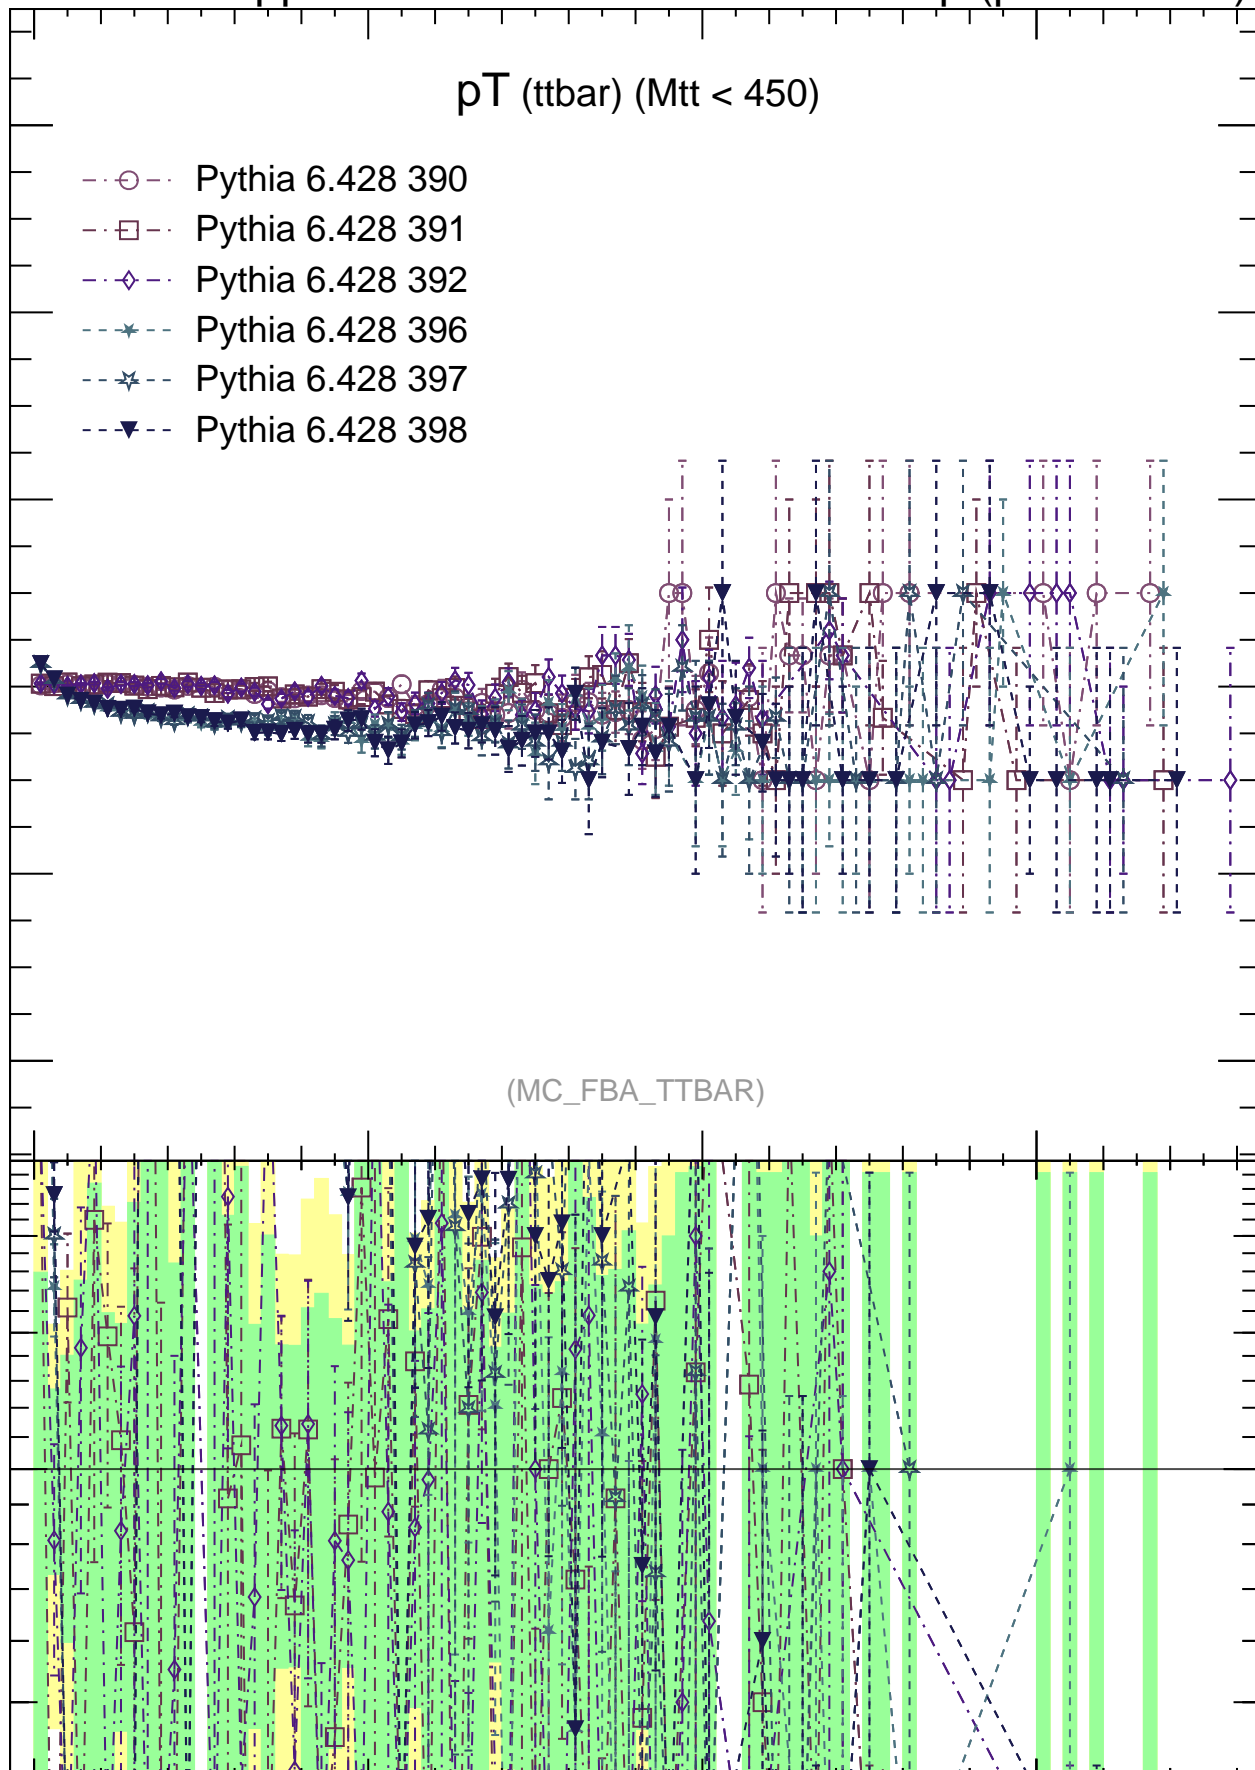 pT (ttbar) (Mtt < 450)
Pythia 6.428 390
Pythia 6.428 391
Pythia 6.428 392
Pythia 6.428 396
Pythia 6.428 397
Pythia 6.428 398
(MC_FBA_TTBAR)